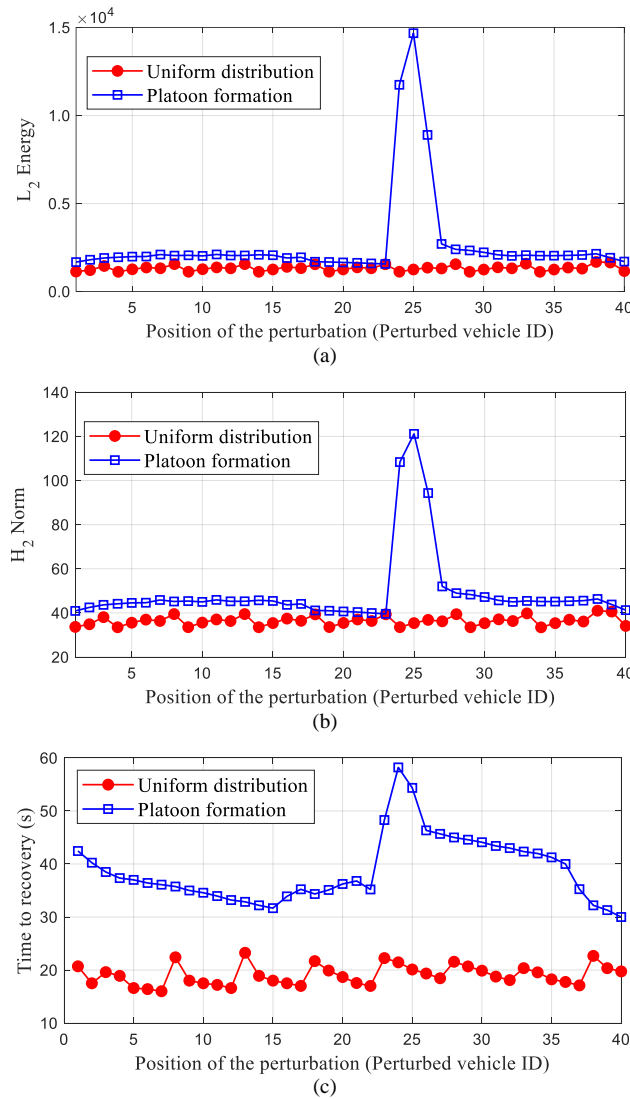 ×10⁴
1.5
1.0
0.5
0.0
L₂ Energy
Uniform distribution
Platoon formation
5 10 15 20 25 30 35 40
Position of the perturbation (Perturbed vehicle ID)
(a)
140
120
100
80
60
40
20
H₂ Norm
Uniform distribution
Platoon formation
5 10 15 20 25 30 35 40
Position of the perturbation (Perturbed vehicle ID)
(b)
60
50
40
30
20
10
Time to recovery (s)
Uniform distribution
Platoon formation
0 5 10 15 20 25 30 35 40
Position of the perturbation (Perturbed vehicle ID)
(c)